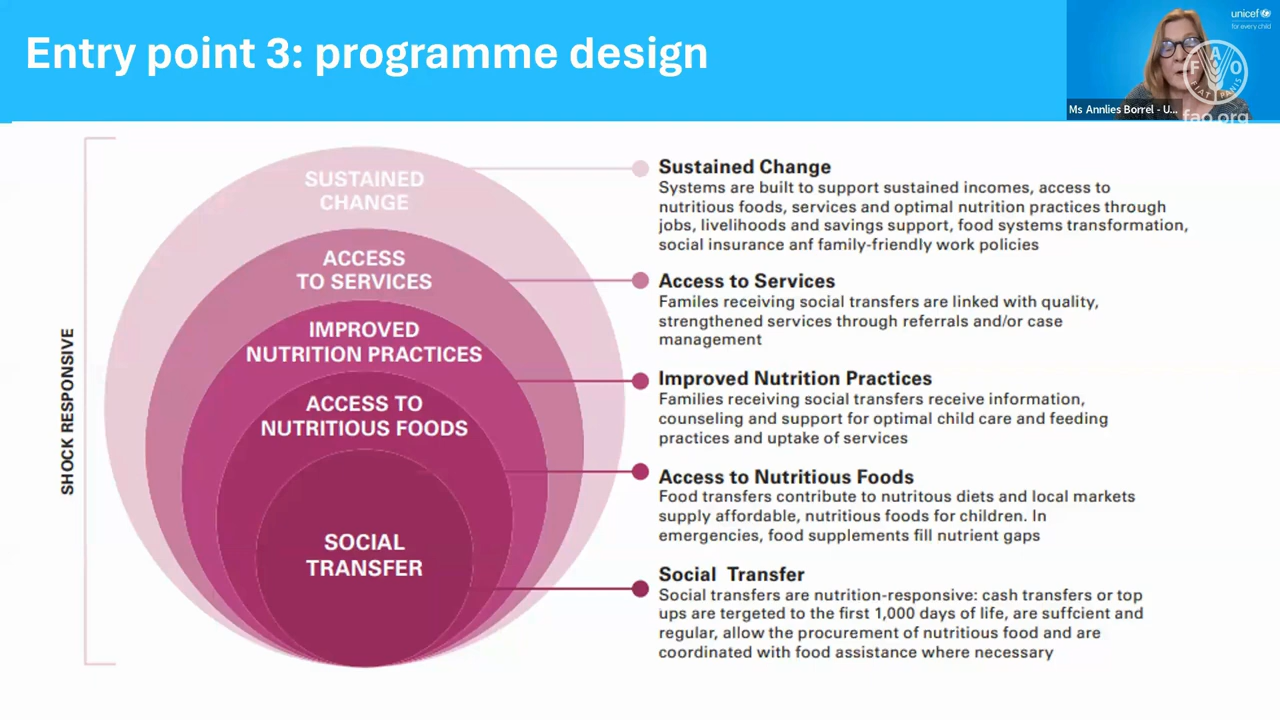 Entry point 3: programme design
unicef
for every child
F A O
FIAT PANIS
fao.org
Ms Annlies Borrel - U...
SHOCK RESPONSIVE
SUSTAINED
CHANGE
ACCESS
TO SERVICES
IMPROVED
NUTRITION PRACTICES
ACCESS TO
NUTRITIOUS FOODS
SOCIAL
TRANSFER
Sustained Change
Systems are built to support sustained incomes, access to
nutritious foods, services and optimal nutrition practices through
jobs, livelihoods and savings support, food systems transformation,
social insurance anf family-friendly work policies
Access to Services
Familes receiving social transfers are linked with quality,
strengthened services through referrals and/or case
management
Improved Nutrition Practices
Families receiving social transfers receive information,
counseling and support for optimal child care and feeding
practices and uptake of services
Access to Nutritious Foods
Food transfers contribute to nutritous diets and local markets
supply affordable, nutritious foods for children. In
emergencies, food supplements fill nutrient gaps
Social Transfer
Social transfers are nutrition-responsive: cash transfers or top
ups are tergeted to the first 1,000 days of life, are suffcient and
regular, allow the procurement of nutritious food and are
coordinated with food assistance where necessary